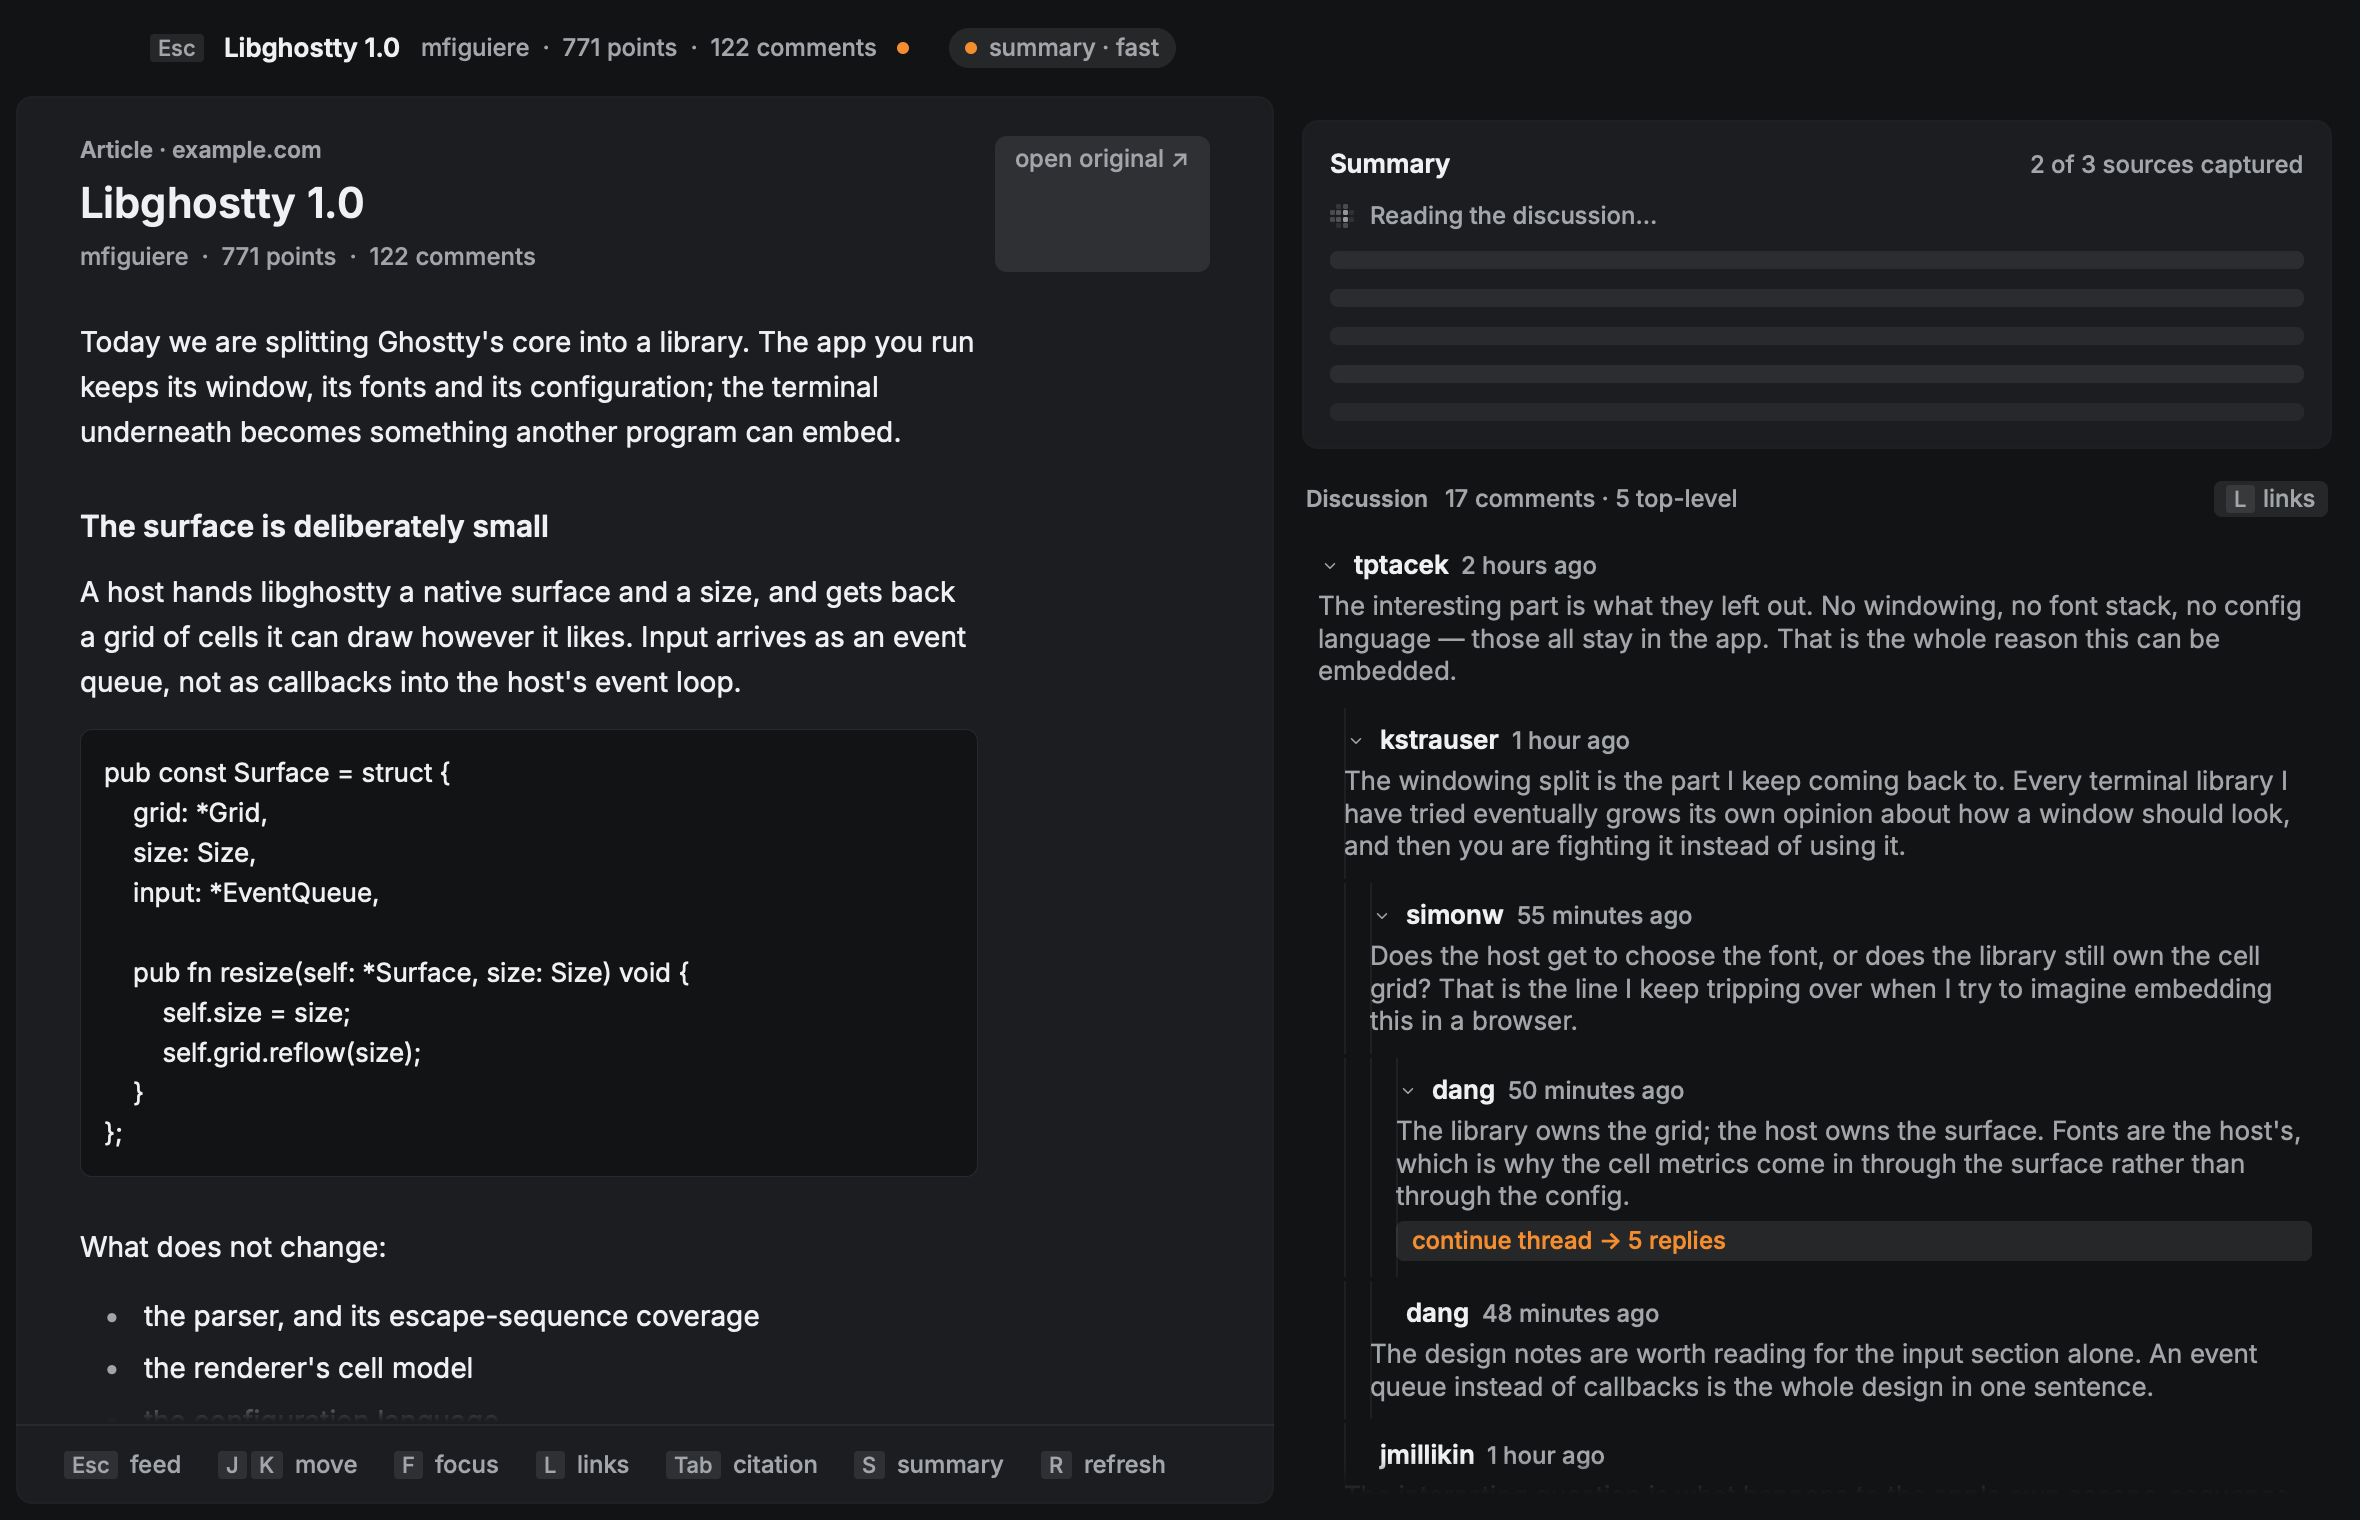 Esc Libghostty 1.0 mfiguiere · 771 points · 122 comments
summary · fast
Article · example.com
open original ↗
Libghostty 1.0
mfiguiere · 771 points · 122 comments
Today we are splitting Ghostty's core into a library. The app you run
keeps its window, its fonts and its configuration; the terminal
underneath becomes something another program can embed.
The surface is deliberately small
A host hands libghostty a native surface and a size, and gets back
a grid of cells it can draw however it likes. Input arrives as an event
queue, not as callbacks into the host's event loop.
pub const Surface = struct {
    grid: *Grid,
    size: Size,
    input: *EventQueue,
    pub fn resize(self: *Surface, size: Size) void {
        self.size = size;
        self.grid.reflow(size);
    }
};
What does not change:
• the parser, and its escape-sequence coverage
• the renderer's cell model
• the configuration language
Esc feed J K move F focus L links Tab citation S summary R refresh
Summary
2 of 3 sources captured
Reading the discussion...
Discussion 17 comments · 5 top-level
L links
tptacek 2 hours ago
The interesting part is what they left out. No windowing, no font stack, no config
language — those all stay in the app. That is the whole reason this can be
embedded.
kstrauser 1 hour ago
The windowing split is the part I keep coming back to. Every terminal library I
have tried eventually grows its own opinion about how a window should look,
and then you are fighting it instead of using it.
simonw 55 minutes ago
Does the host get to choose the font, or does the library still own the cell
grid? That is the line I keep tripping over when I try to imagine embedding
this in a browser.
dang 50 minutes ago
The library owns the grid; the host owns the surface. Fonts are the host's,
which is why the cell metrics come in through the surface rather than
through the config.
continue thread → 5 replies
dang 48 minutes ago
The design notes are worth reading for the input section alone. An event
queue instead of callbacks is the whole design in one sentence.
jmillikin 1 hour ago